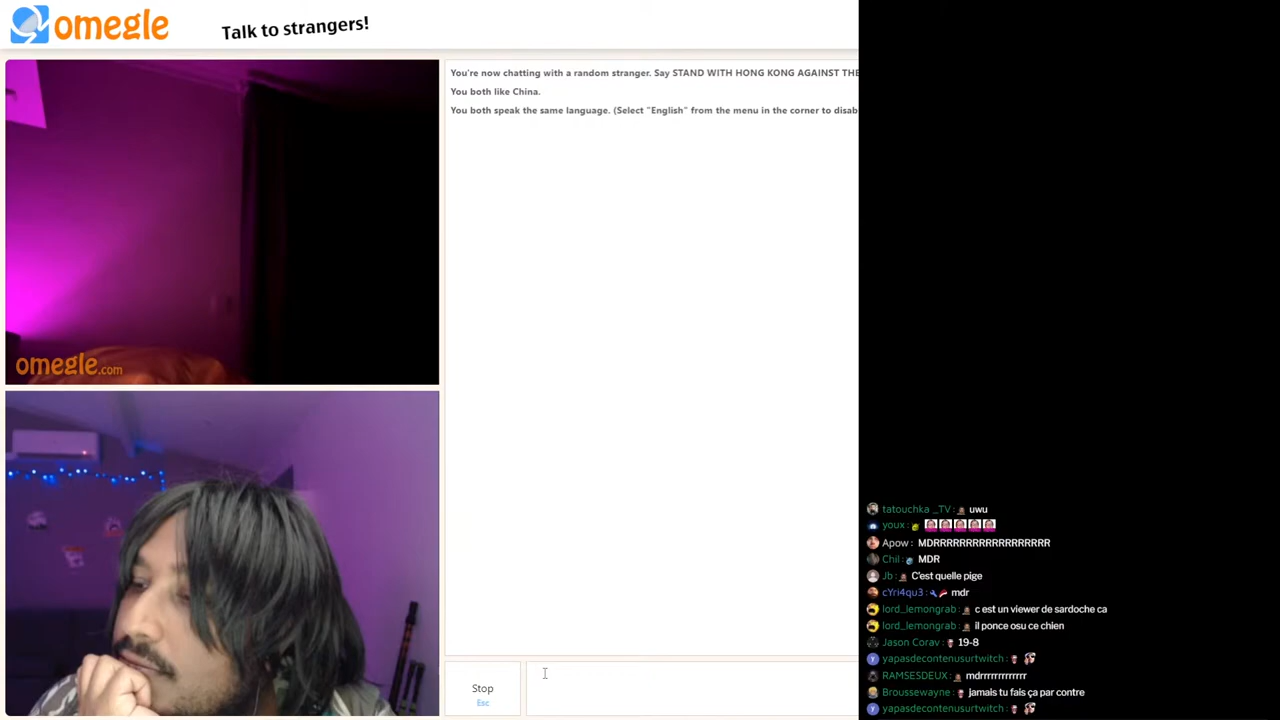 omegle
Talk to strangers!
You're now chatting with a random stranger. Say STAND WITH HONG KONG AGAINST THE
You both like China.
You both speak the same language. (Select "English" from the menu in the corner to disab
omegle.com
Stop
Esc
tatouchka _TV : uwu
youx :
Apow : MDRRRRRRRRRRRRRRRRRRR
Chil : MDR
Jb : C'est quelle pige
cYri4qu3 : mdr
lord_lemongrab : c est un viewer de sardoche ca
lord_lemongrab : il ponce osu ce chien
Jason Corav : 19-8
yapasdecontenusurtwitch :
RAMSESDEUX : mdrrrrrrrrrrrr
Broussewayne : jamais tu fais ça par contre
yapasdecontenusurtwitch :